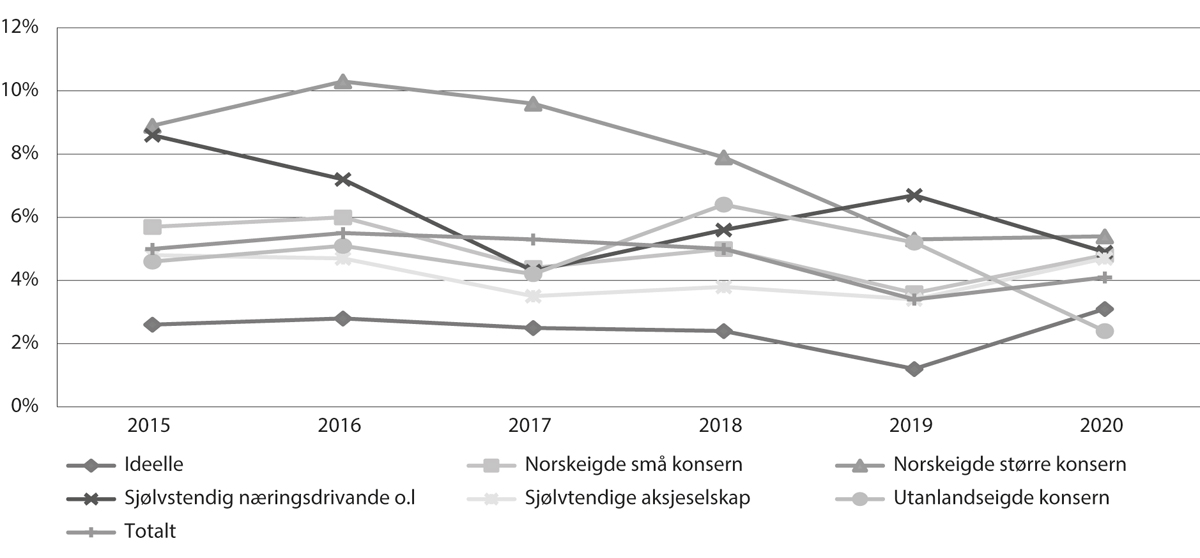 12%
10%
8%
6%
4%
2%
0%
2015 2016 2017 2018 2019 2020
Ideelle Norskeigde små konsern Norskeigde større konsern
Sjølvstendig næringsdrivande o.l Sjølvtendige aksjeselskap Utanlandseigde konsern
Totalt